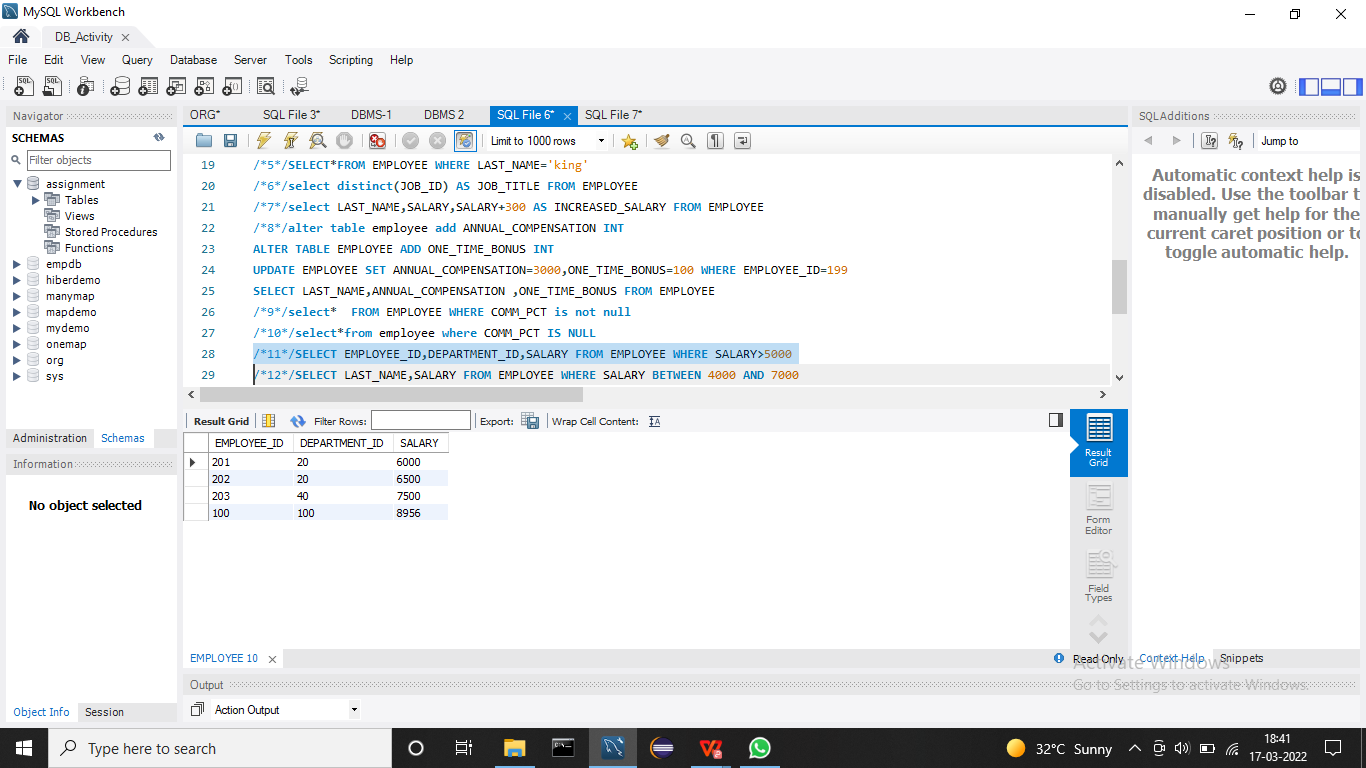 MySQL Workbench
DB_Activity
File Edit View Query Database Server Tools Scripting Help
Navigator
SCHEMAS
Filter objects
assignment
Tables
Views
Stored Procedures
Functions
empdb
hiberdemo
manymap
mapdemo
mydemo
onemap
org
sys
Administration Schemas
Information
No object selected
Object Info Session
ORG* SQL File 3* DBMS-1 DBMS 2 SQL File 6* SQL File 7*
Limit to 1000 rows
19 /*5*/SELECT*FROM EMPLOYEE WHERE LAST_NAME='king'
20 /*6*/select distinct(JOB_ID) AS JOB_TITLE FROM EMPLOYEE
21 /*7*/select LAST_NAME,SALARY,SALARY+300 AS INCREASED_SALARY FROM EMPLOYEE
22 /*8*/alter table employee add ANNUAL_COMPENSATION INT
23 ALTER TABLE EMPLOYEE ADD ONE_TIME_BONUS INT
24 UPDATE EMPLOYEE SET ANNUAL_COMPENSATION=3000,ONE_TIME_BONUS=100 WHERE EMPLOYEE_ID=199
25 SELECT LAST_NAME,ANNUAL_COMPENSATION ,ONE_TIME_BONUS FROM EMPLOYEE
26 /*9*/select* FROM EMPLOYEE WHERE COMM_PCT is not null
27 /*10*/select*from employee where COMM_PCT IS NULL
28 /*11*/SELECT EMPLOYEE_ID,DEPARTMENT_ID,SALARY FROM EMPLOYEE WHERE SALARY>5000
29 /*12*/SELECT LAST_NAME,SALARY FROM EMPLOYEE WHERE SALARY BETWEEN 4000 AND 7000
Result Grid Filter Rows: Export: Wrap Cell Content:
EMPLOYEE_ID DEPARTMENT_ID SALARY
201 20 6000
202 20 6500
203 40 7500
100 100 8956
Result
Grid
Form
Editor
Field
Types
EMPLOYEE 10
Read Only
Output
Action Output
SQLAdditions
Jump to
Automatic context help is
disabled. Use the toolbar t
manually get help for the
current caret position or to
toggle automatic help.
Context Help Snippets
Activate Windows
Go to Settings to activate Windows.
Type here to search
32°C Sunny
18:41
17-03-2022